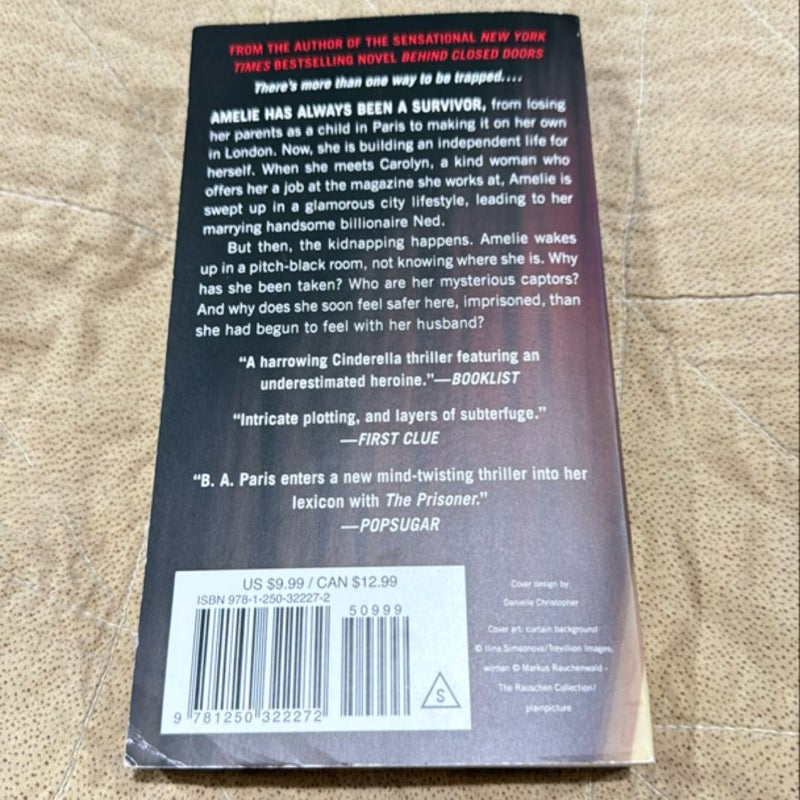 FROM THE AUTHOR OF THE SENSATIONAL NEW YORK
TIMES BESTSELLING NOVEL BEHIND CLOSED DOORS
There's more than one way to be trapped....
AMELIE HAS ALWAYS BEEN A SURVIVOR, from losing
her parents as a child in Paris to making it on her own
in London. Now, she is building an independent life for
herself. When she meets Carolyn, a kind woman who
offers her a job at the magazine she works at, Amelie is
swept up in a glamorous city lifestyle, leading to her
marrying handsome billionaire Ned.
But then, the kidnapping happens. Amelie wakes
up in a pitch-black room, not knowing where she is. Why
has she been taken? Who are her mysterious captors?
And why does she soon feel safer here, imprisoned, than
she had begun to feel with her husband?
“A harrowing Cinderella thriller featuring an
underestimated heroine.”—BOOKLIST
“Intricate plotting, and layers of subterfuge.”
—FIRST CLUE
“B. A. Paris enters a new mind-twisting thriller into her
lexicon with The Prisoner.”
—POPSUGAR
US $9.99 / CAN $12.99
ISBN 978-1-250-32227-2
50999
9 781250 322272
S
Cover design by
Danielle Christopher
Cover art: curtain background
© Ilina Simeonova/Trevillion Images;
woman © Markus Rauchenwald -
The Rauschen Collection/
plainpicture